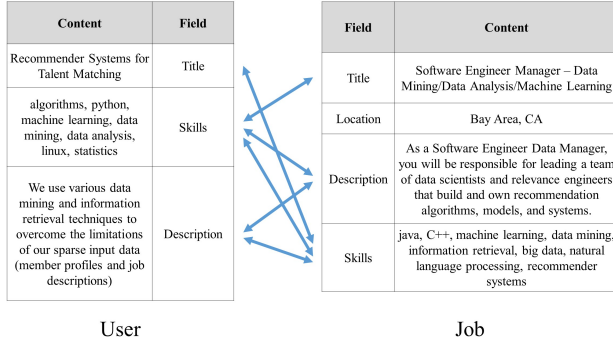 Content Field
Recommender Systems for
Talent Matching
Title
algorithms, python,
machine learning, data
mining, data analysis,
linux, statistics
Skills
We use various data
mining and information
retrieval techniques to
overcome the limitations
of our sparse input data
(member profiles and job
descriptions)
Description
User
Field Content
Title
Software Engineer Manager – Data
Mining/Data Analysis/Machine Learning
Location Bay Area, CA
Description
As a Software Engineer Data Manager,
you will be responsible for leading a team
of data scientists and relevance engineers
that build and own recommendation
algorithms, models, and systems.
Skills
java, C++, machine learning, data mining,
information retrieval, big data, natural
language processing, recommender
systems
Job